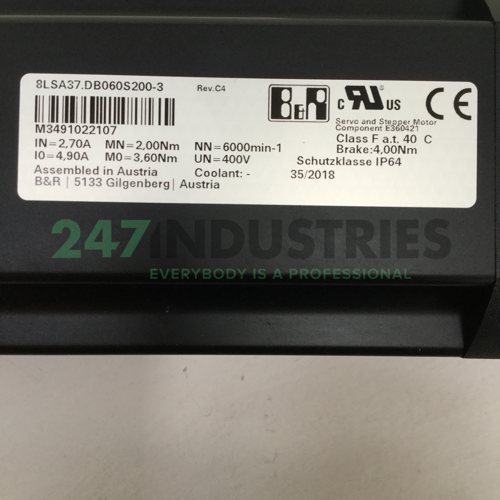 8LSA37.DB060S200-3 Rev.C4
M3491022107
IN=2,70A MN=2,00Nm NN=6000min-1
I0=4,90A M0=3,60Nm UN=400V
Assembled in Austria Coolant: -
B&R | 5133 Gilgenberg | Austria
B&R
c RU US CE
Servo and Stepper Motor
Component E360421
Class F a.t. 40 C
Brake:4,00Nm
Schutzklasse IP64
35/2018
247INDUSTRIES
EVERYBODY IS A PROFESSIONAL